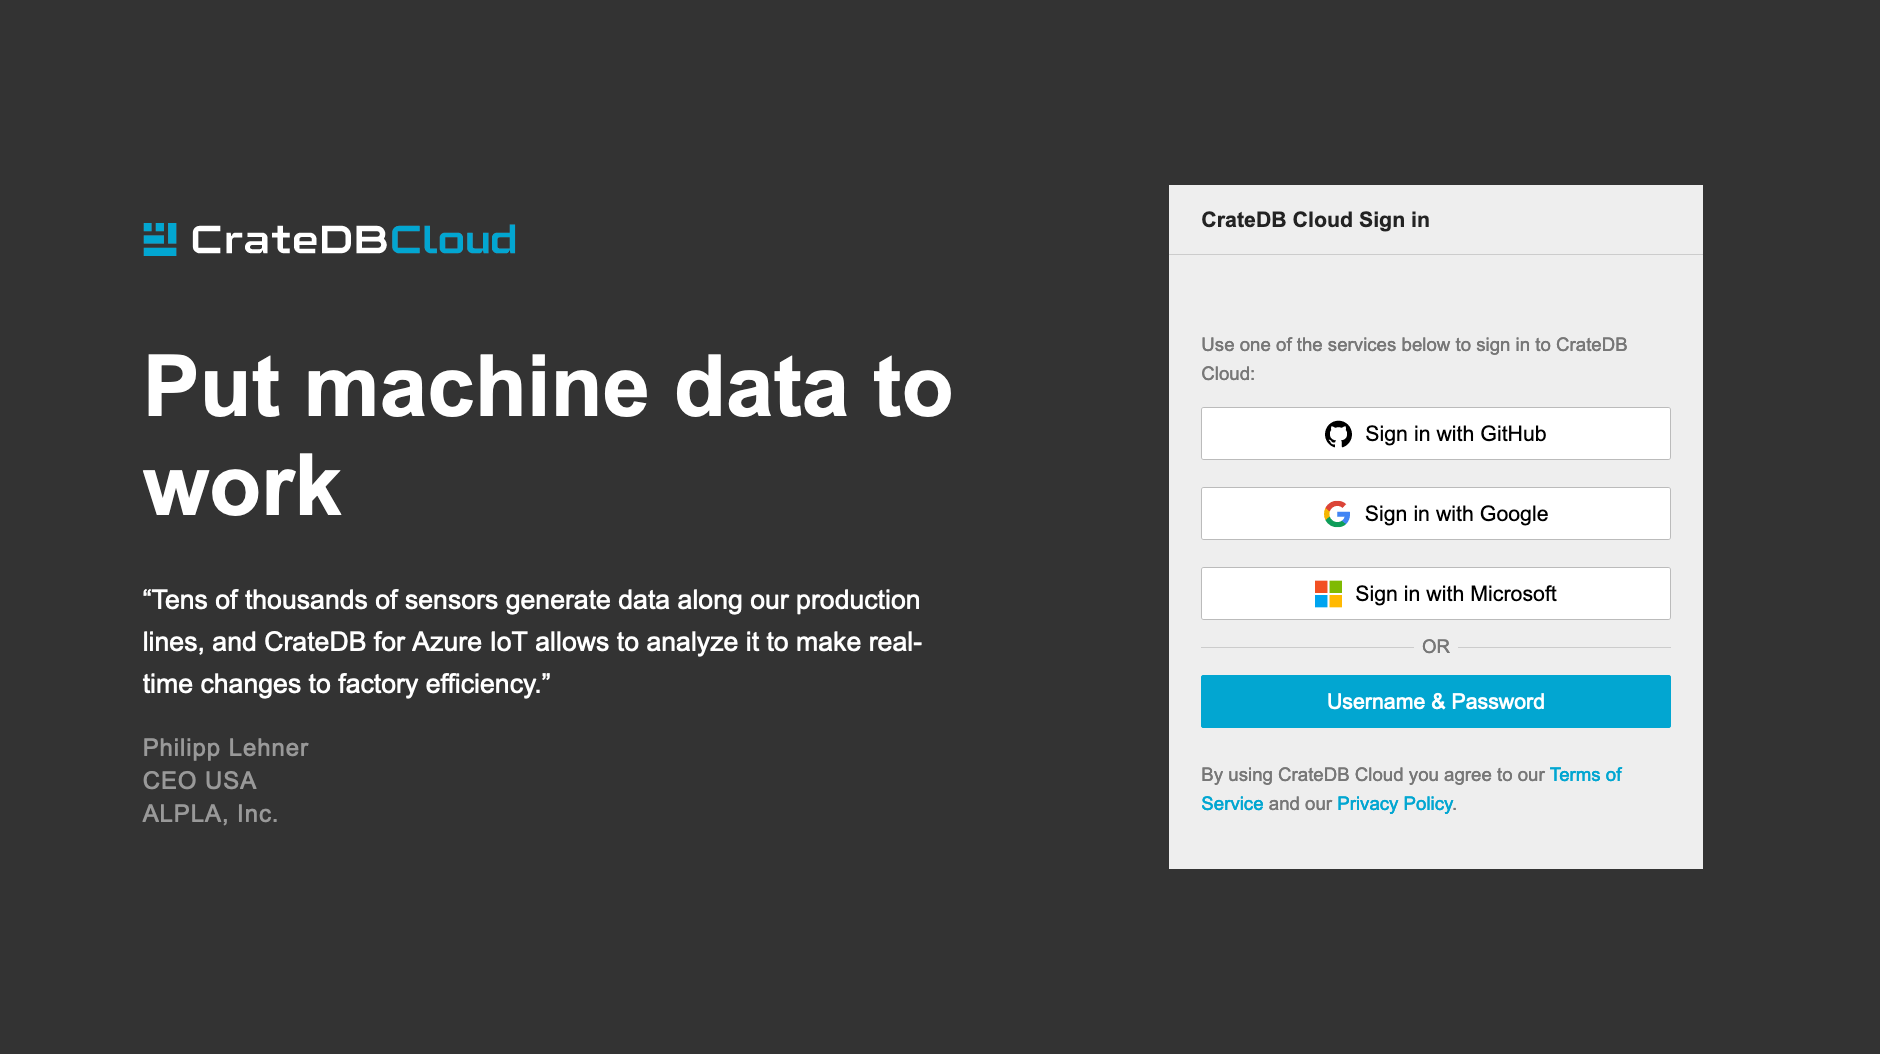 CrateDBCloud
Put machine data to
work
“Tens of thousands of sensors generate data along our production
lines, and CrateDB for Azure IoT allows to analyze it to make real-
time changes to factory efficiency.”
Philipp Lehner
CEO USA
ALPLA, Inc.
CrateDB Cloud Sign in
Use one of the services below to sign in to CrateDB
Cloud:
Sign in with GitHub
Sign in with Google
Sign in with Microsoft
OR
Username & Password
By using CrateDB Cloud you agree to our Terms of
Service and our Privacy Policy.